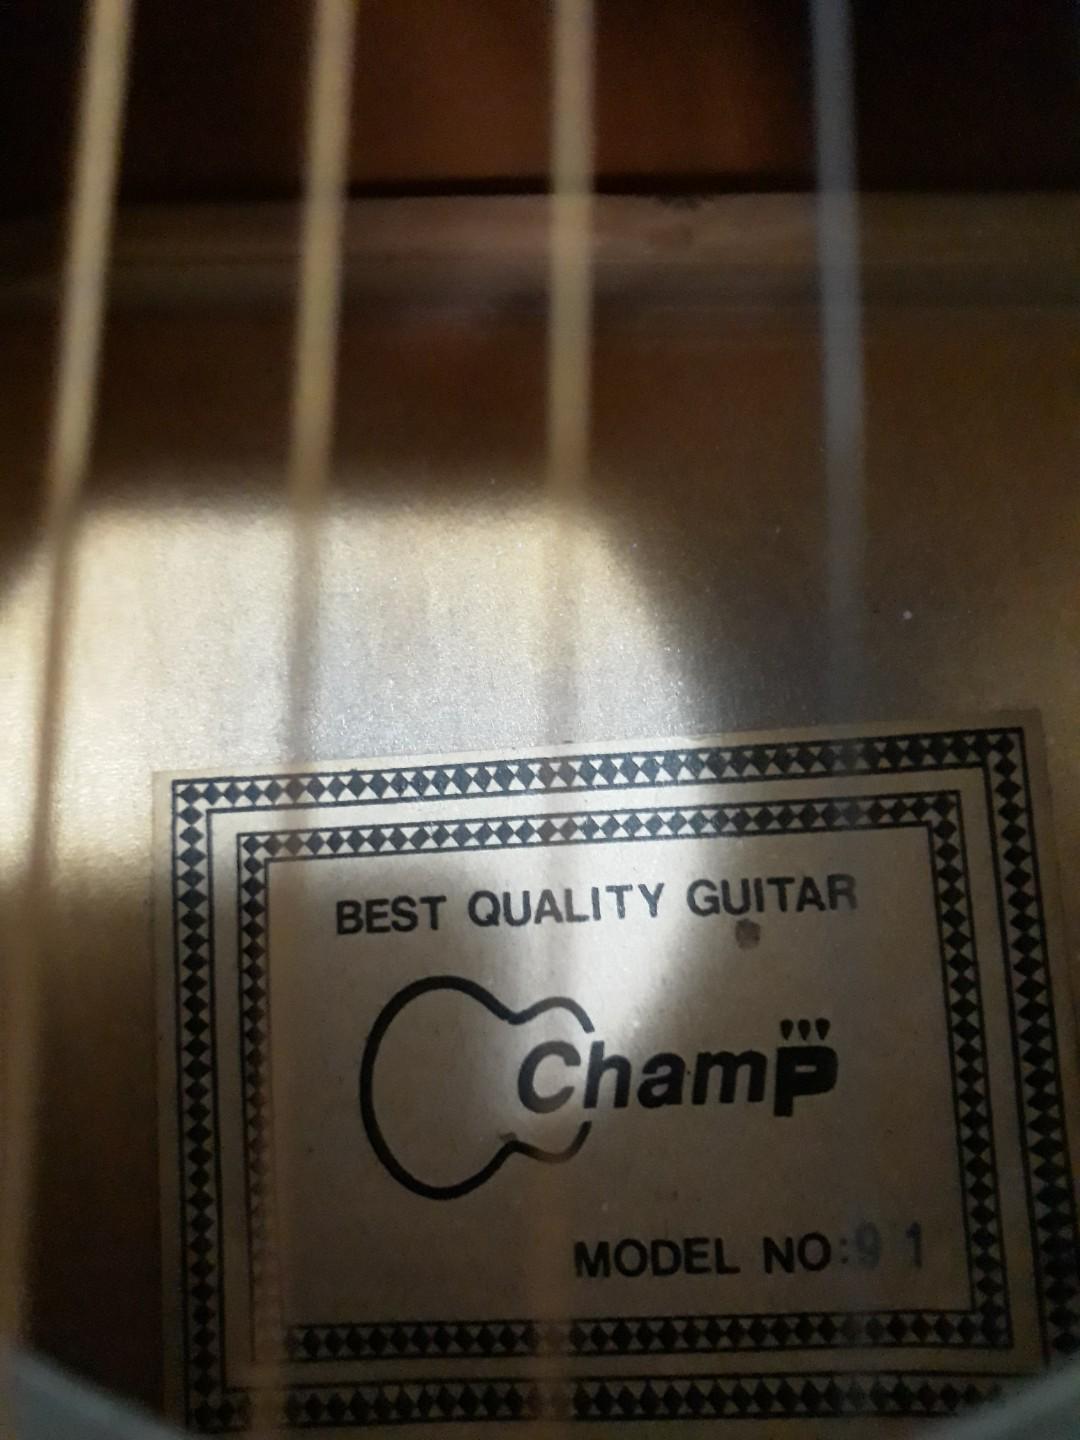 BEST QUALITY GUITAR
Champ
MODEL NO:91